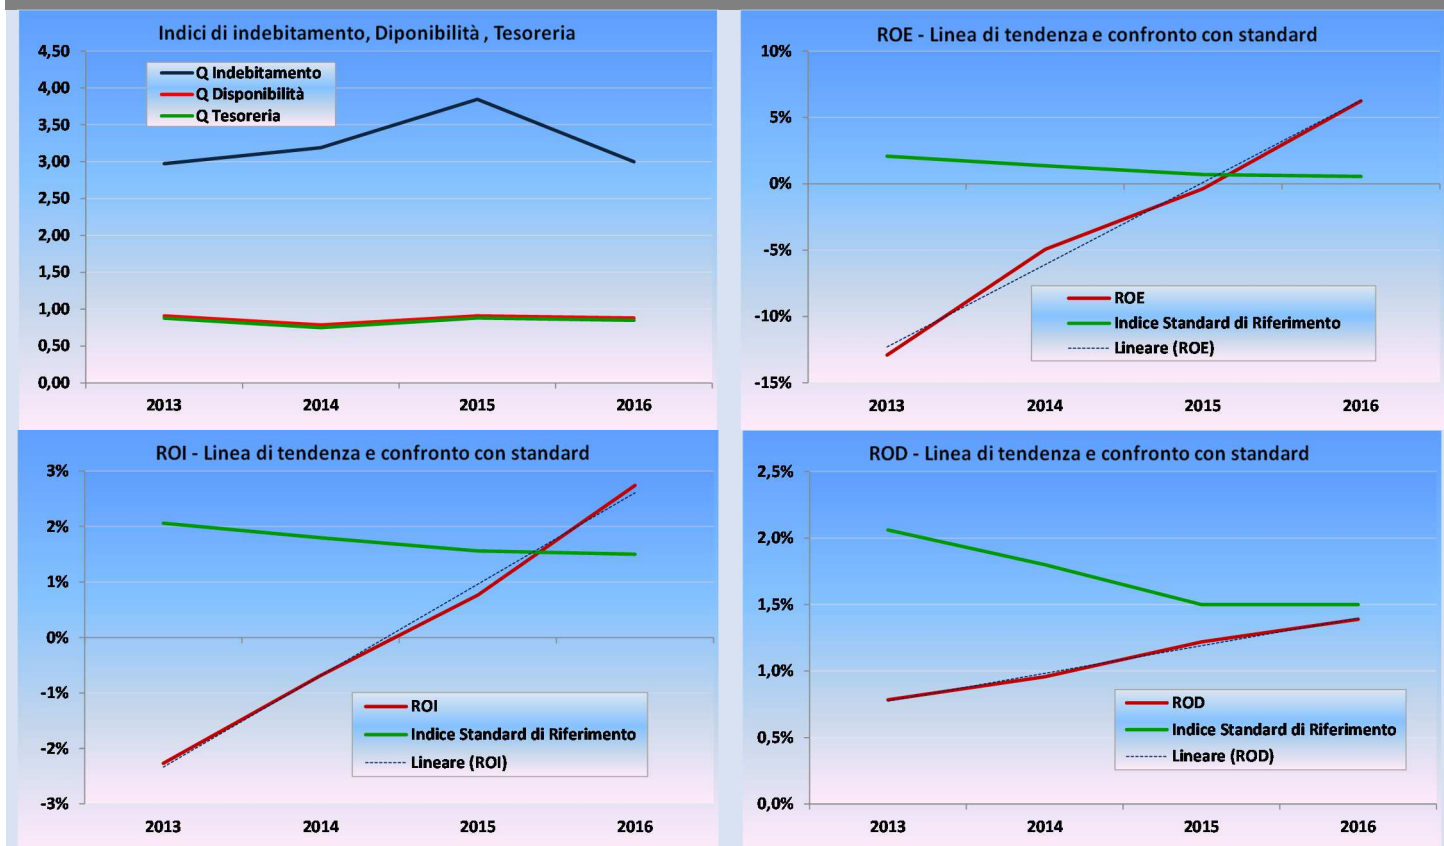 Indici di indebitamento, Diponibilità , Tesoreria
4,50
4,00
3,50
3,00
2,50
2,00
1,50
1,00
0,50
0,00
Q Indebitamento
Q Disponibilità
Q Tesoreria
2013 2014 2015 2016
ROE - Linea di tendenza e confronto con standard
10%
5%
0%
-5%
-10%
-15%
ROE
Indice Standard di Riferimento
Lineare (ROE)
2013 2014 2015 2016
ROI - Linea di tendenza e confronto con standard
3%
2%
1%
0%
-1%
-2%
-3%
ROI
Indice Standard di Riferimento
Lineare (ROI)
2013 2014 2015 2016
ROD - Linea di tendenza e confronto con standard
2,5%
2,0%
1,5%
1,0%
0,5%
0,0%
ROD
Indice Standard di Riferimento
Lineare (ROD)
2013 2014 2015 2016